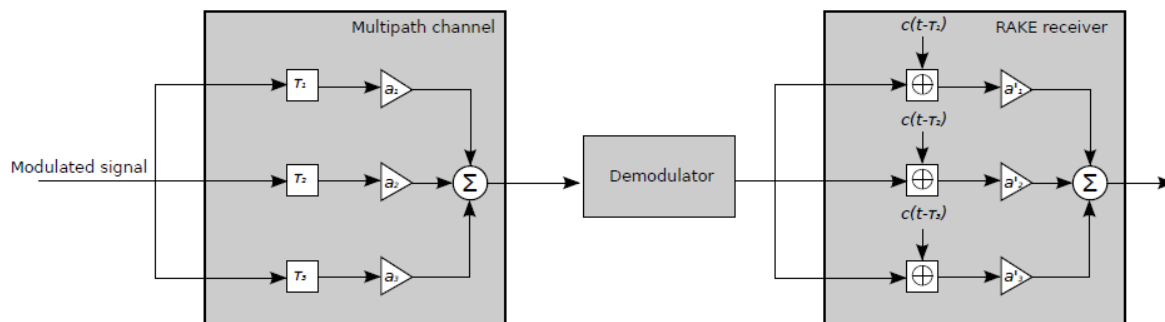 Multipath channel
RAKE receiver
c(t-τ₁)
τ₁
a₁
a'₁
c(t-τ₂)
Modulated signal
τ₂
a₂
Σ
Demodulator
a'₂
Σ
c(t-τ₃)
τ₃
a₃
a'₃